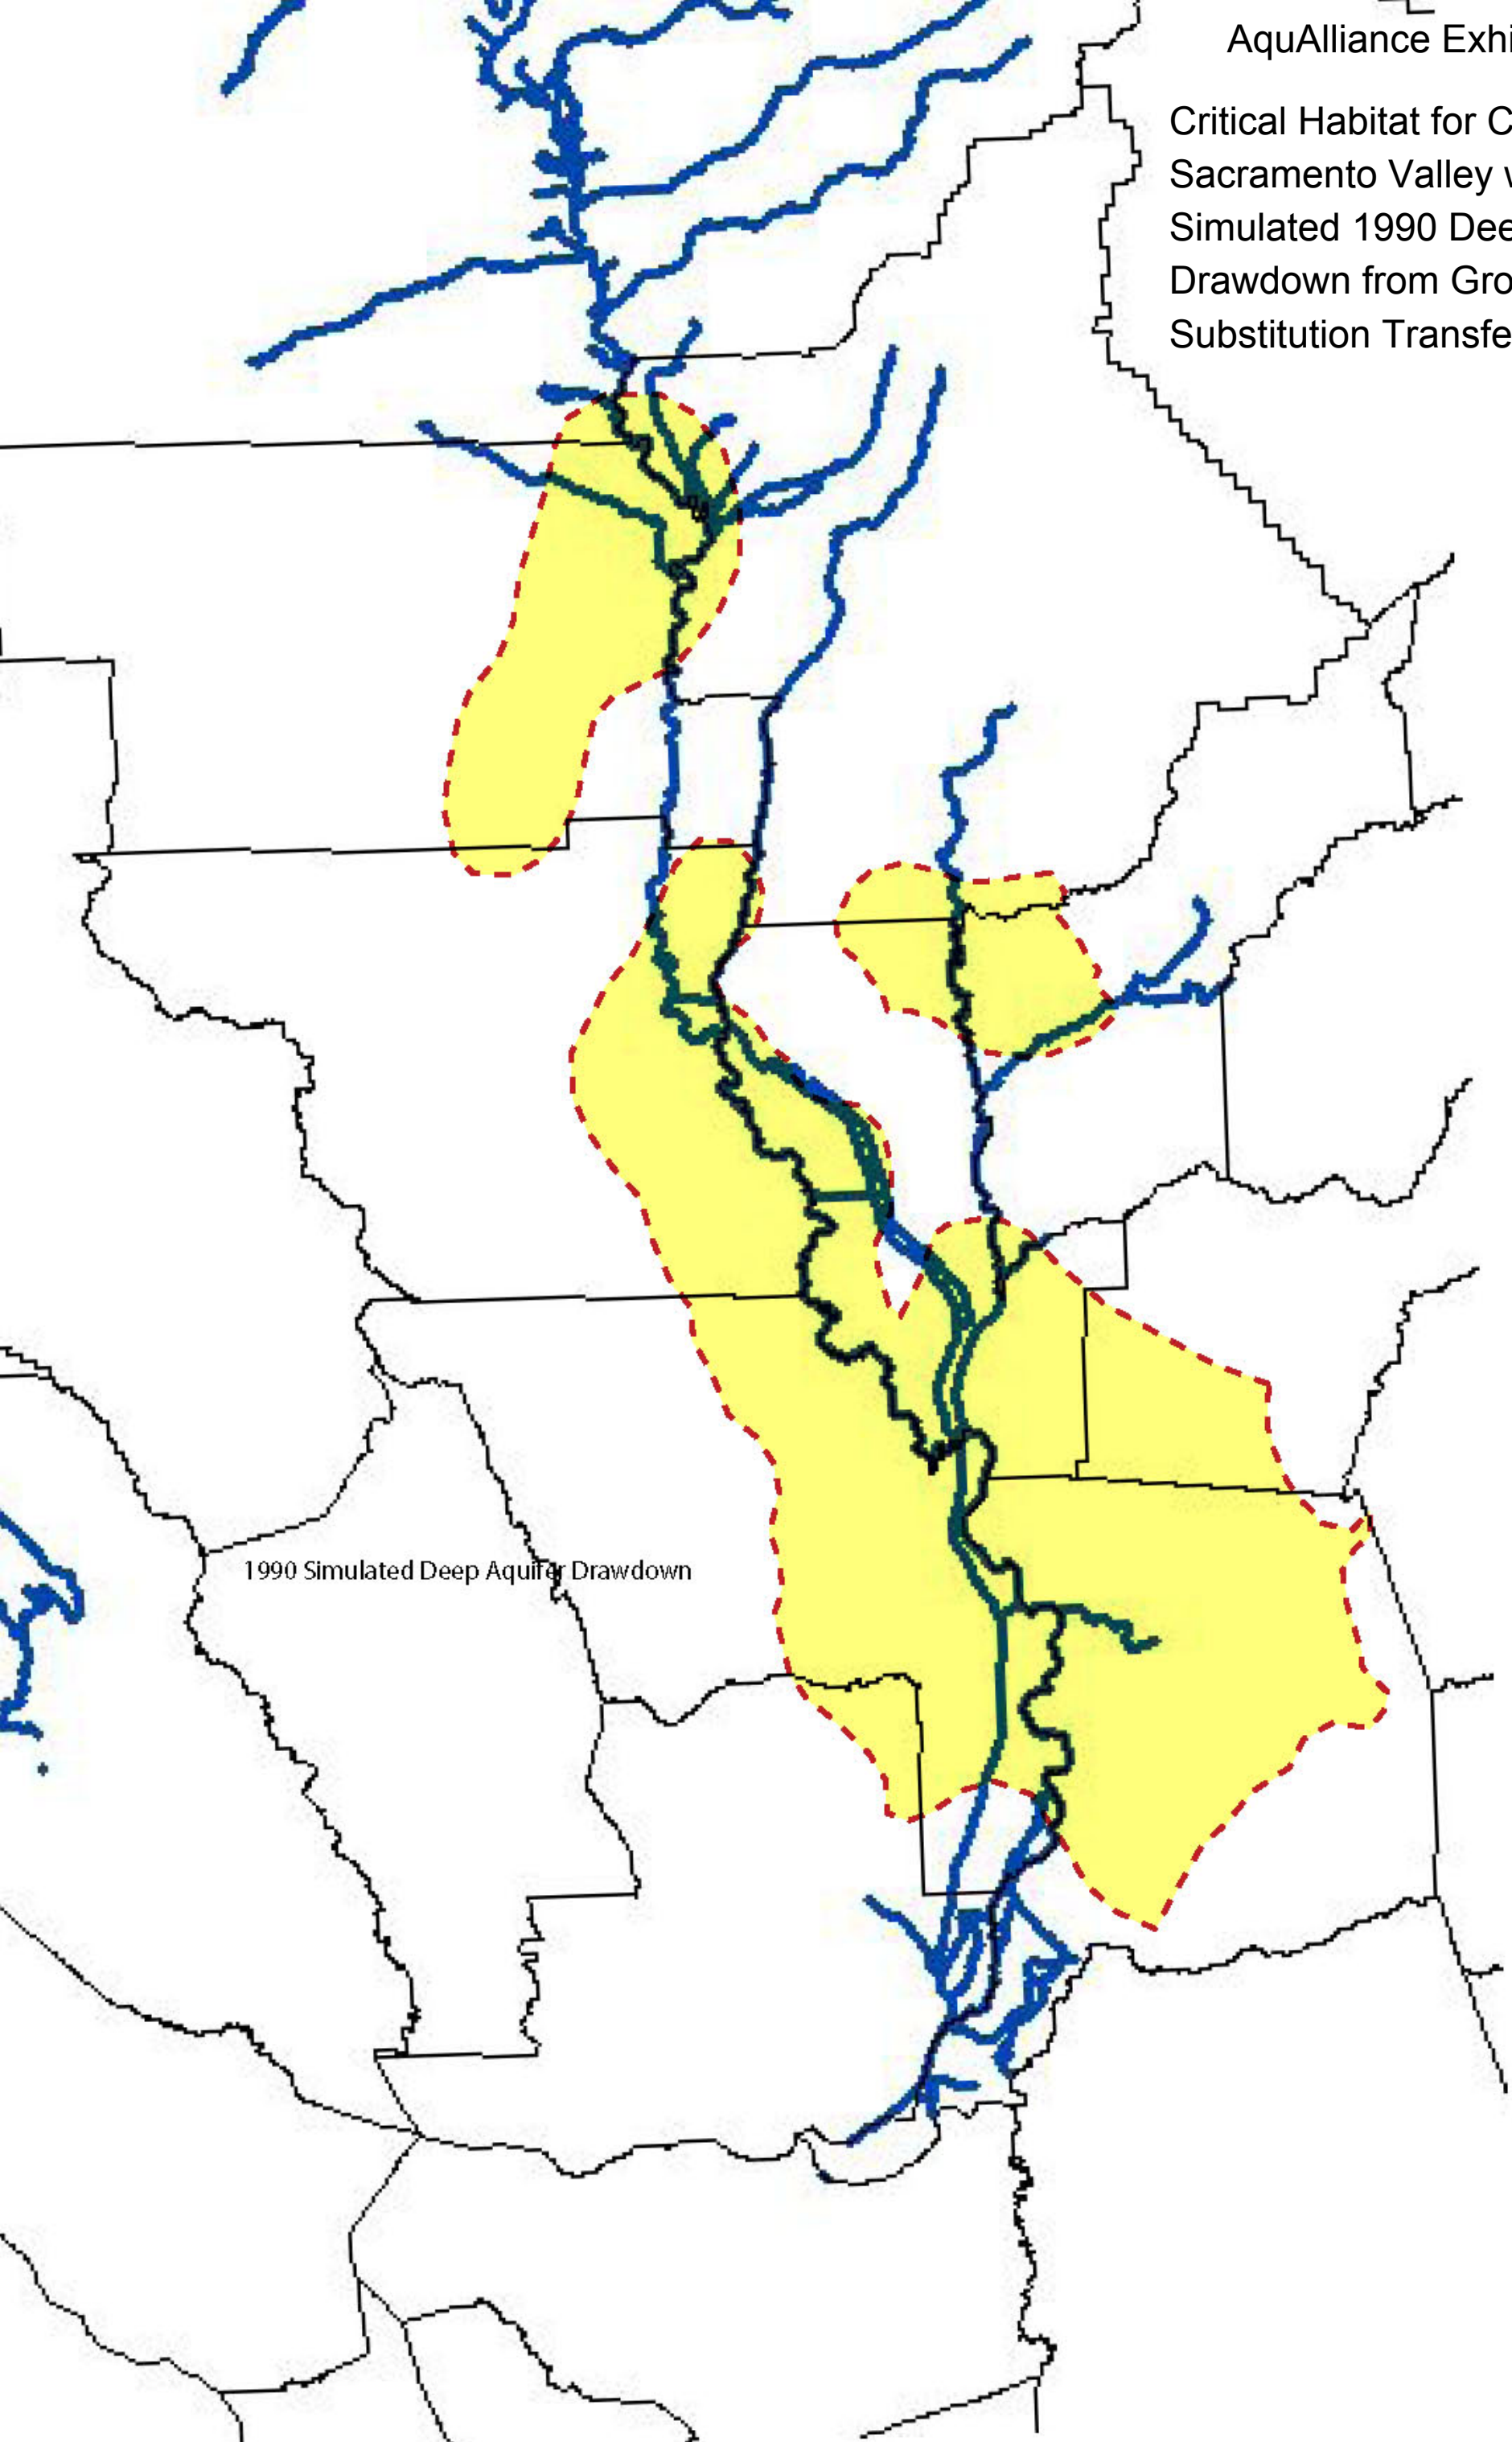 AquAlliance Exhi
Critical Habitat for C
Sacramento Valley w
Simulated 1990 Dee
Drawdown from Gro
Substitution Transfe
1990 Simulated Deep Aquifer Drawdown